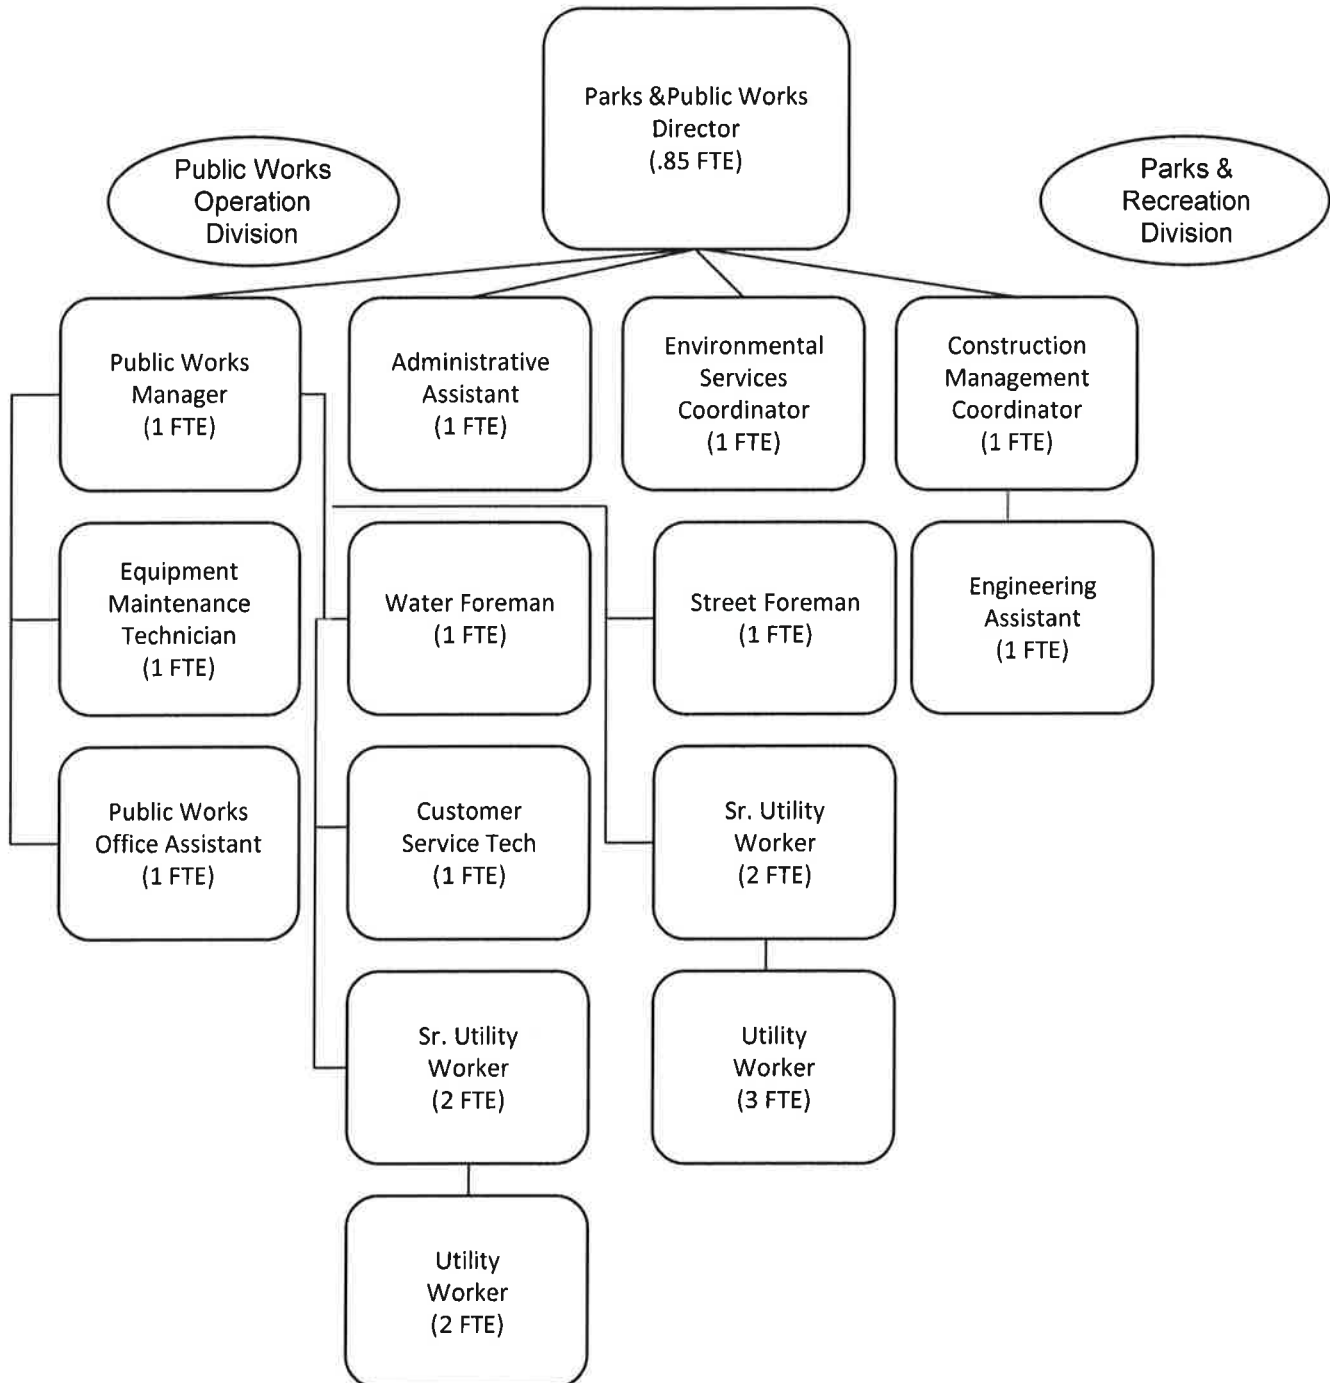 Parks &Public Works
Director
(.85 FTE)
Public Works
Operation
Division
Parks &
Recreation
Division
Public Works
Manager
(1 FTE)
Administrative
Assistant
(1 FTE)
Environmental
Services
Coordinator
(1 FTE)
Construction
Management
Coordinator
(1 FTE)
Equipment
Maintenance
Technician
(1 FTE)
Water Foreman
(1 FTE)
Street Foreman
(1 FTE)
Engineering
Assistant
(1 FTE)
Public Works
Office Assistant
(1 FTE)
Customer
Service Tech
(1 FTE)
Sr. Utility
Worker
(2 FTE)
Sr. Utility
Worker
(2 FTE)
Utility
Worker
(3 FTE)
Utility
Worker
(2 FTE)